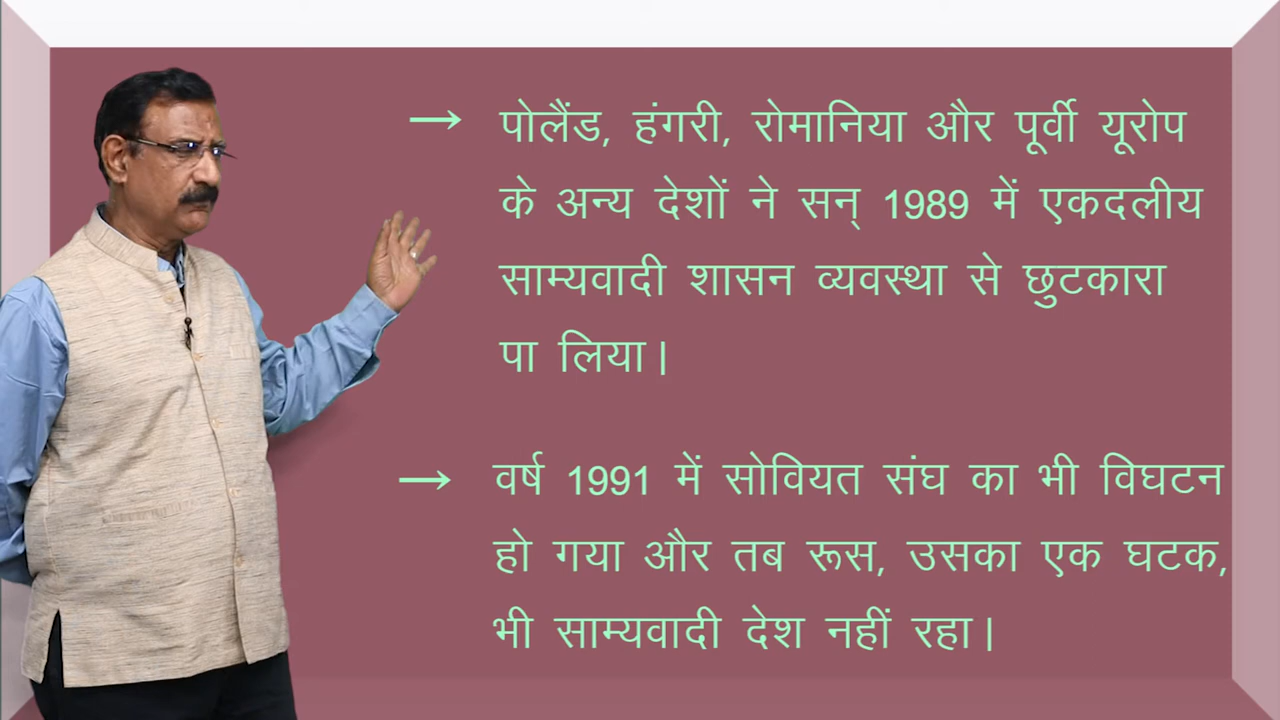 → पोलैंड, हंगरी, रोमानिया और पूर्वी यूरोप
के अन्य देशों ने सन् 1989 में एकदलीय
साम्यवादी शासन व्यवस्था से छुटकारा
पा लिया।
→ वर्ष 1991 में सोवियत संघ का भी विघटन
हो गया और तब रूस, उसका एक घटक,
भी साम्यवादी देश नहीं रहा।